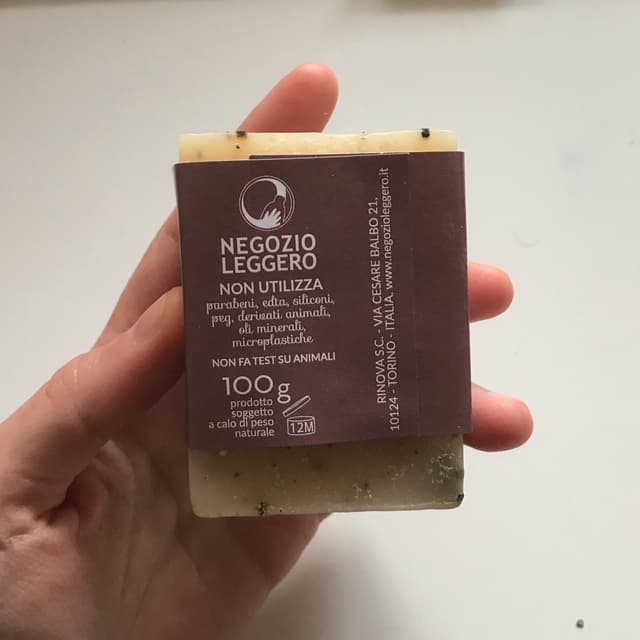 NEGOZIO
LEGGERO
NON UTILIZZA
parabeni, edta, siliconi,
peg, derivati animali,
oli minerali,
microplastiche
NON FA TEST SU ANIMALI
100g
prodotto
soggetto
a calo di peso
naturale
12M
RINOVA S.C. - VIA CESARE BALBO 21,
10124 - TORINO - ITALIA. www.negozioleggero.it